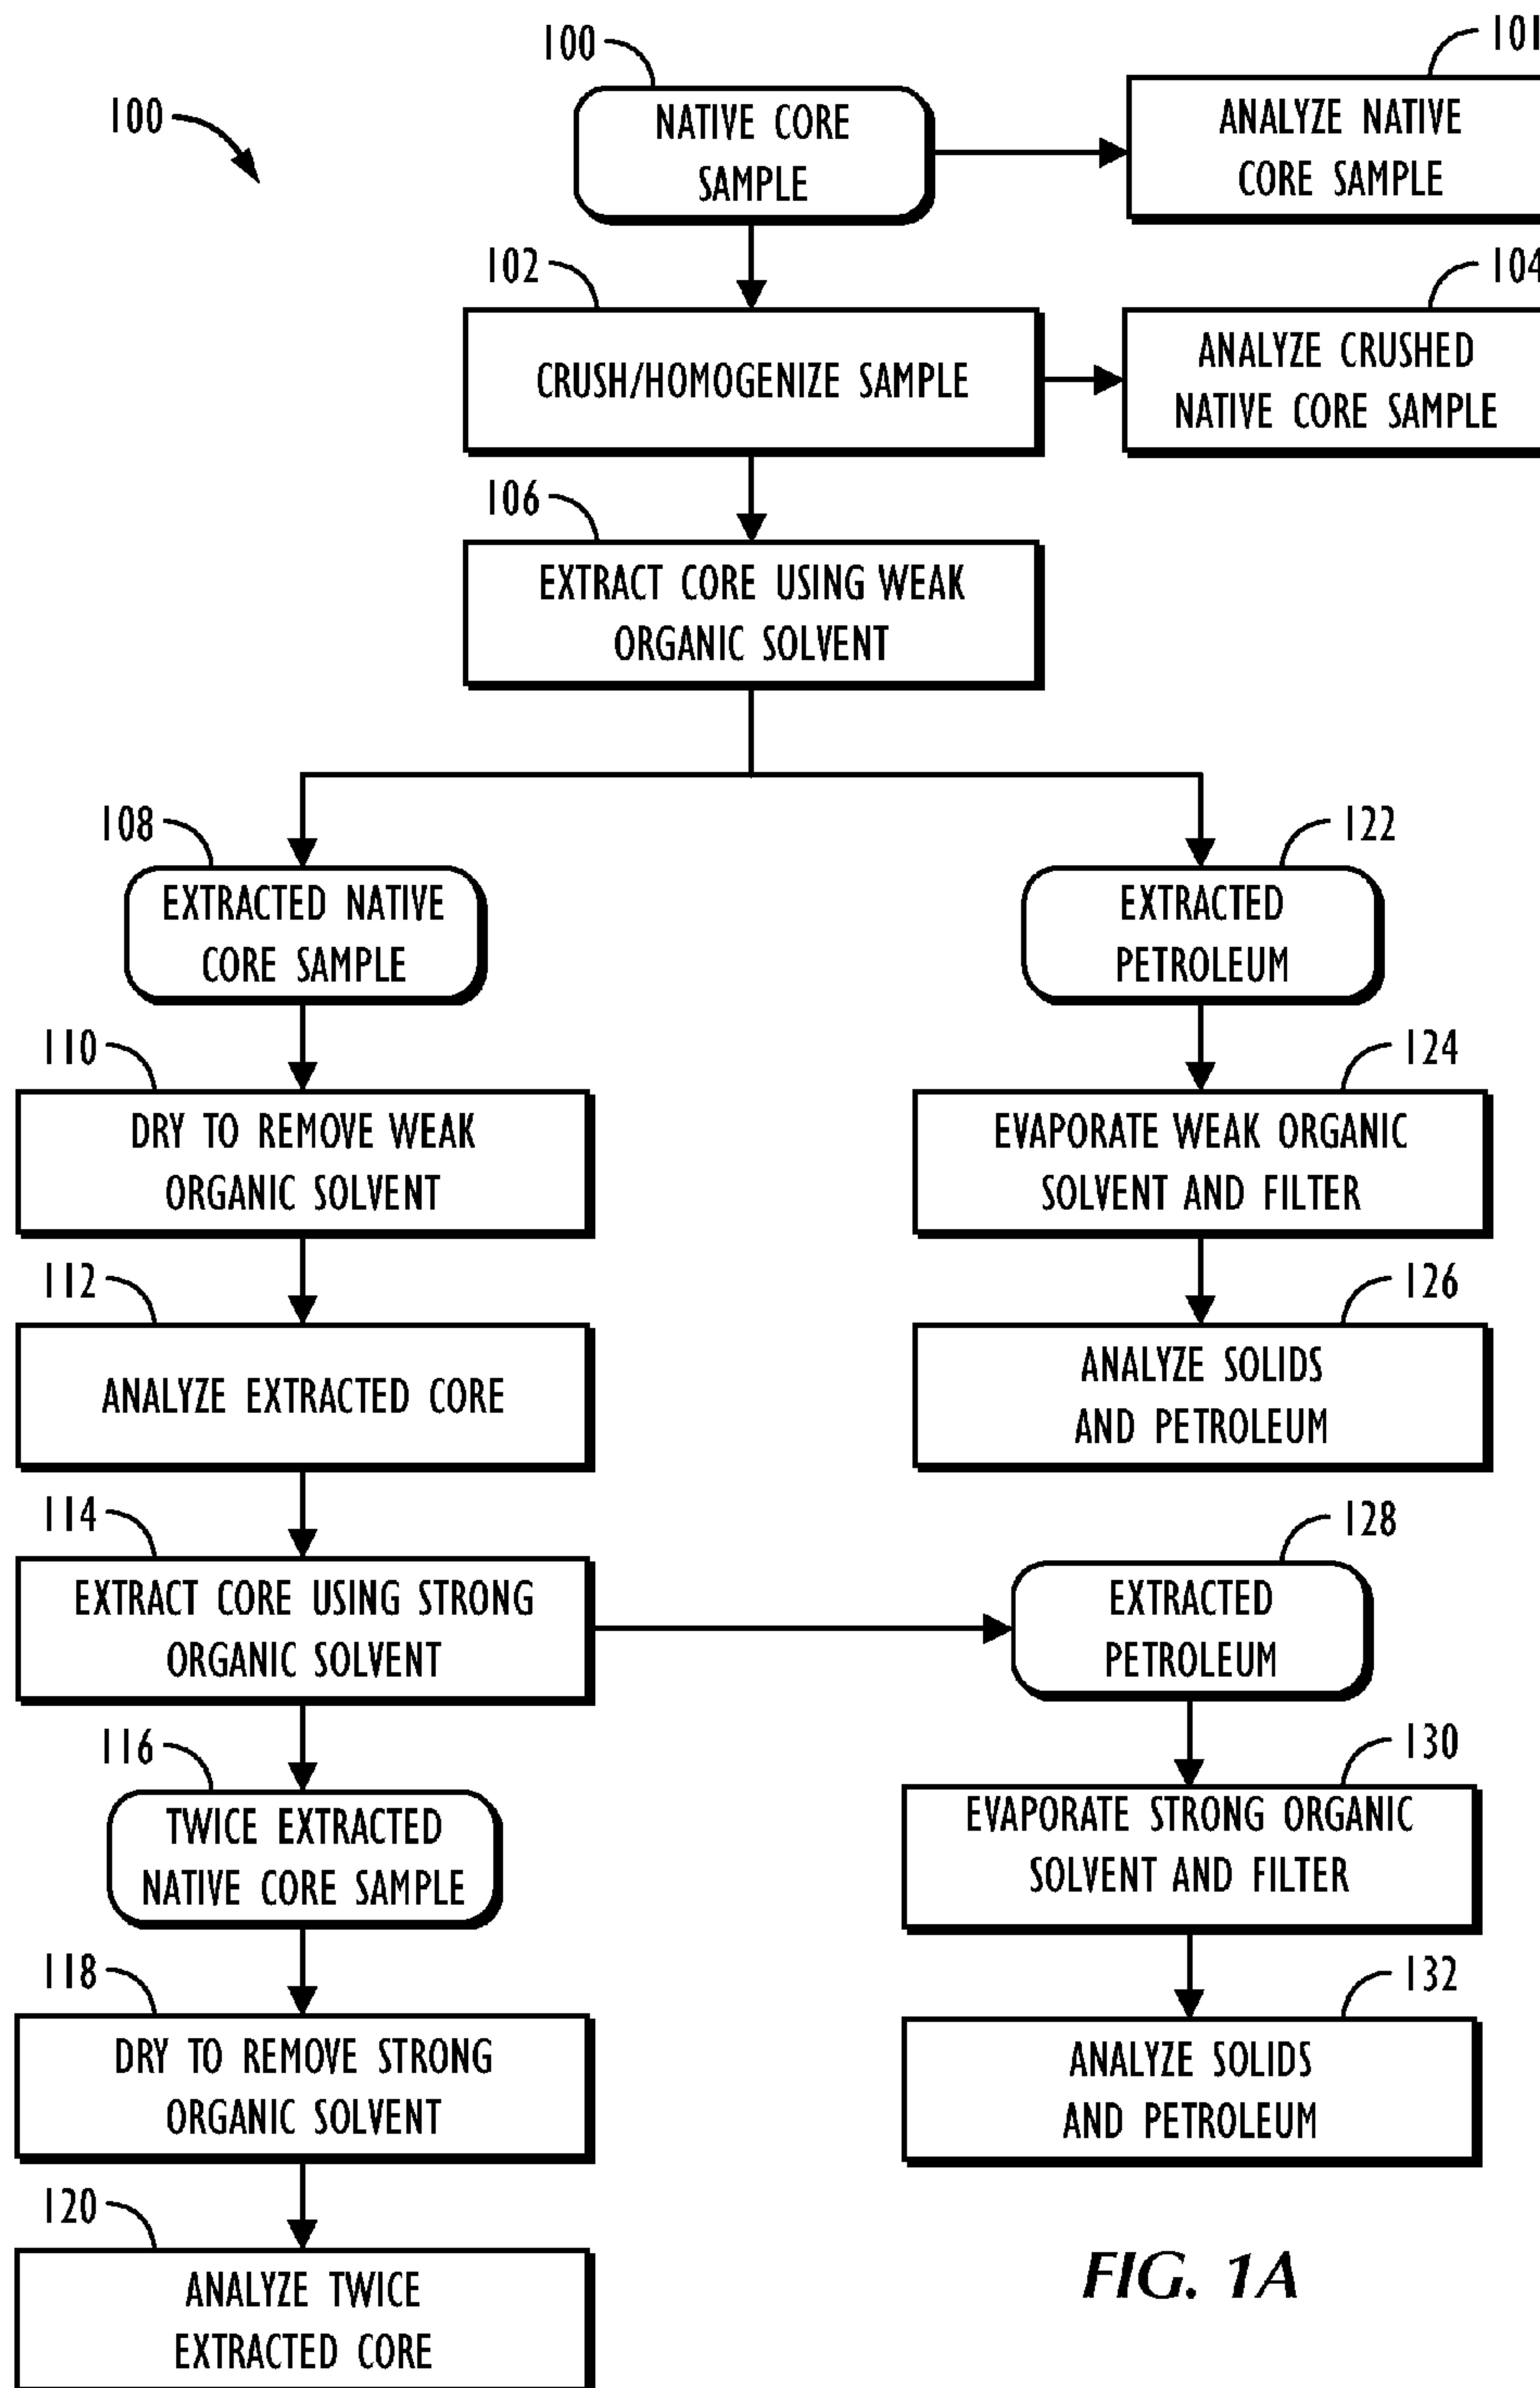 100
100
NATIVE CORE
SAMPLE
101
ANALYZE NATIVE
CORE SAMPLE
102
CRUSH/HOMOGENIZE SAMPLE
104
ANALYZE CRUSHED
NATIVE CORE SAMPLE
106
EXTRACT CORE USING WEAK
ORGANIC SOLVENT
108
EXTRACTED NATIVE
CORE SAMPLE
122
EXTRACTED
PETROLEUM
110
DRY TO REMOVE WEAK
ORGANIC SOLVENT
124
EVAPORATE WEAK ORGANIC
SOLVENT AND FILTER
112
ANALYZE EXTRACTED CORE
126
ANALYZE SOLIDS
AND PETROLEUM
114
EXTRACT CORE USING STRONG
ORGANIC SOLVENT
128
EXTRACTED
PETROLEUM
116
TWICE EXTRACTED
NATIVE CORE SAMPLE
130
EVAPORATE STRONG ORGANIC
SOLVENT AND FILTER
118
DRY TO REMOVE STRONG
ORGANIC SOLVENT
132
ANALYZE SOLIDS
AND PETROLEUM
120
ANALYZE TWICE
EXTRACTED CORE
FIG. 1A